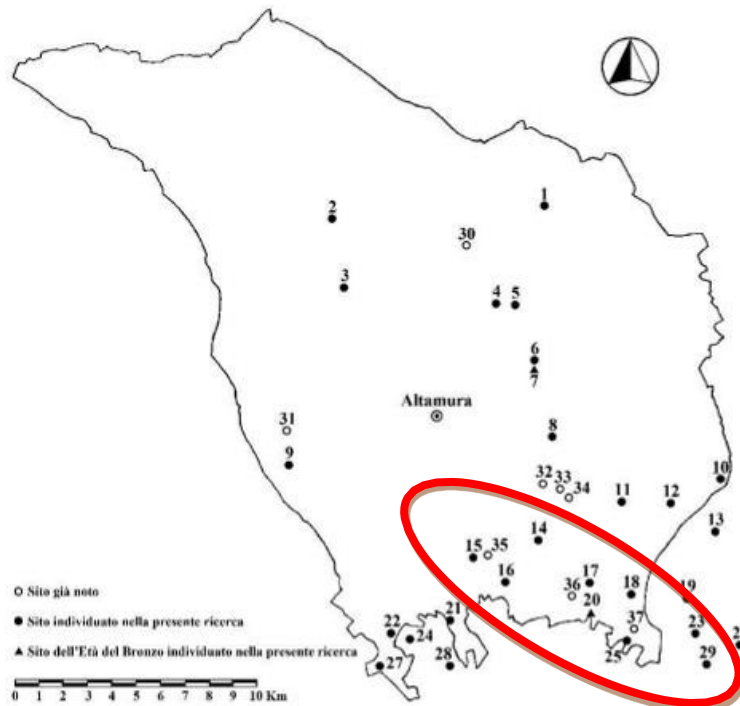 1
2
30
3
4 5
6
7
Altamura
8
31
9
32 33 34
10
11 12
13
14
15 35
16 17 18 19
36 20
21 37
22 24 23 2
25
27 28 29
Sito già noto
Sito individuato nella presente ricerca
Sito dell'Età del Bronzo individuato nella presente ricerca
0 1 2 3 4 5 6 7 8 9 10 Km